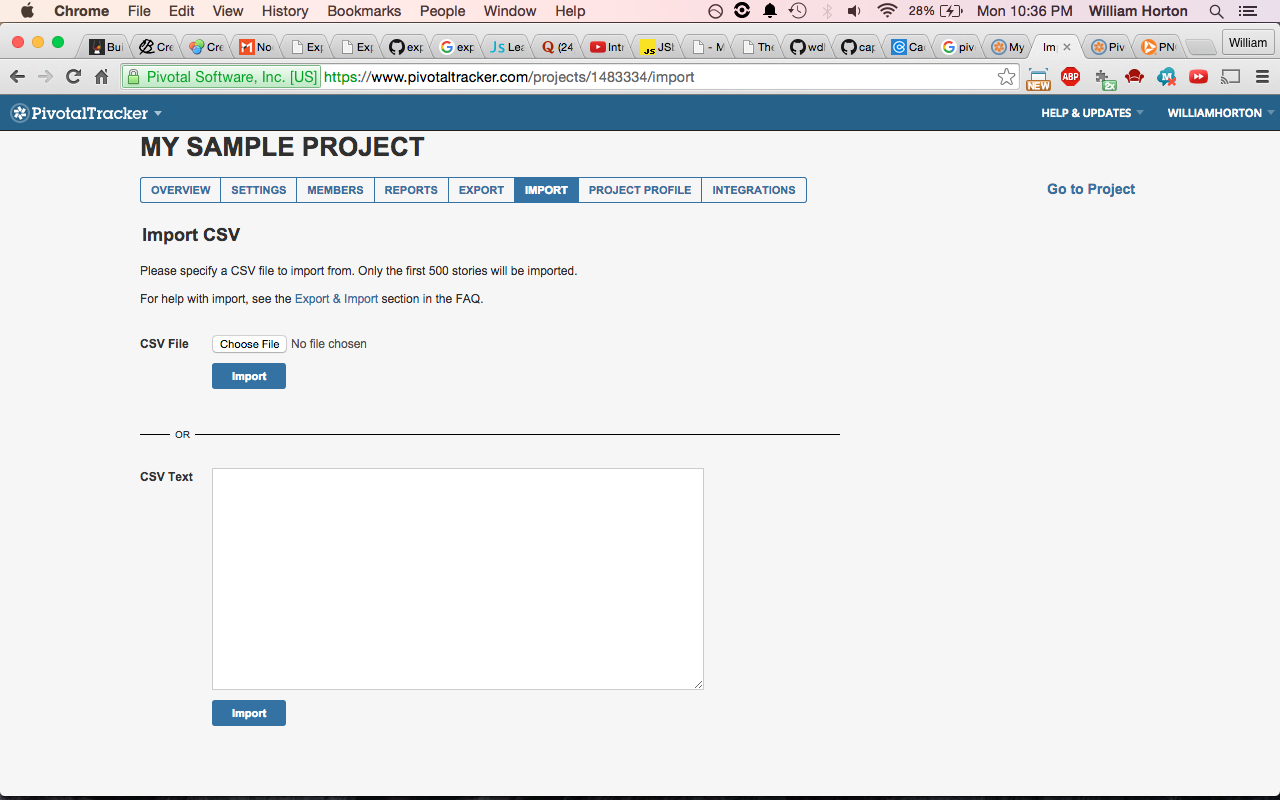 Chrome File Edit View History Bookmarks People Window Help 28% Mon 10:36 PM William Horton
Bui Cre Cre No Exp Exp exp exp Lea (24 Intr JSI - M The wdl cap Ca piv My Im Piv PN William
Pivotal Software, Inc. [US] https://www.pivotaltracker.com/projects/1483334/import NEW ABP 2x
PivotalTracker HELP & UPDATES WILLIAMHORTON
MY SAMPLE PROJECT
OVERVIEW SETTINGS MEMBERS REPORTS EXPORT IMPORT PROJECT PROFILE INTEGRATIONS Go to Project
Import CSV
Please specify a CSV file to import from. Only the first 500 stories will be imported.
For help with import, see the Export & Import section in the FAQ.
CSV File Choose File No file chosen
Import
OR
CSV Text
Import